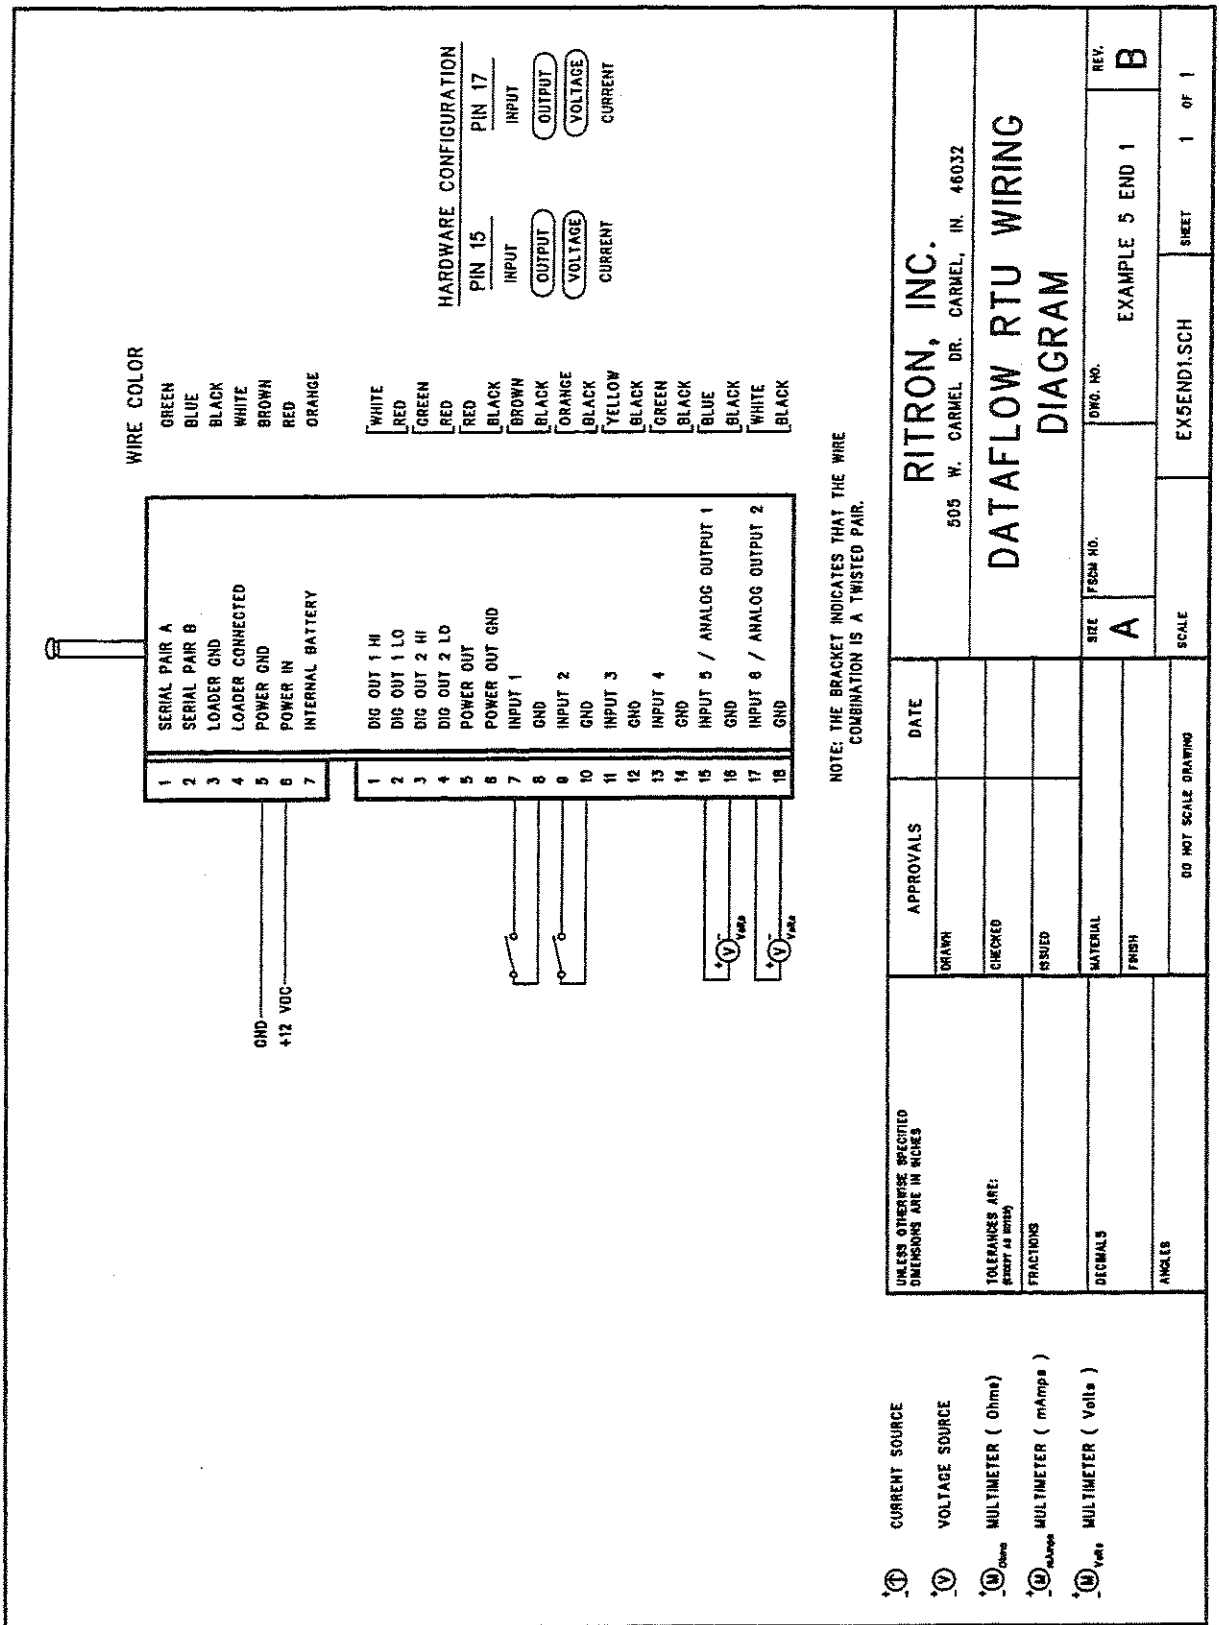 WIRE COLOR
1 SERIAL PAIR A GREEN
2 SERIAL PAIR B BLUE
3 LOADER GND BLACK
4 LOADER CONNECTED WHITE
GND 5 POWER GND BROWN
+12 VDC 6 POWER IN RED
7 INTERNAL BATTERY ORANGE
1 DIG OUT 1 HI WHITE
2 DIG OUT 1 LO RED
3 DIG OUT 2 HI GREEN
4 DIG OUT 2 LO RED
5 POWER OUT RED
6 POWER OUT GND BLACK
7 INPUT 1 BROWN
8 GND BLACK
9 INPUT 2 ORANGE
10 GND BLACK
11 INPUT 3 YELLOW
12 GND BLACK
13 INPUT 4 GREEN
14 GND BLACK
15 INPUT 5 / ANALOG OUTPUT 1 BLUE
16 GND BLACK
17 INPUT 6 / ANALOG OUTPUT 2 WHITE
18 GND BLACK
+ V - Volts
+ V - Volts
HARDWARE CONFIGURATION
PIN 15 PIN 17
INPUT INPUT
OUTPUT OUTPUT
VOLTAGE VOLTAGE
CURRENT CURRENT
NOTE: THE BRACKET INDICATES THAT THE WIRE
COMBINATION IS A TWISTED PAIR.
CURRENT SOURCE
+ V - VOLTAGE SOURCE
+ M - Ohms MULTIMETER ( Ohms)
+ M - mAmps MULTIMETER ( mAmps )
+ M - Volts MULTIMETER ( Volts )
UNLESS OTHERWISE SPECIFIED
DIMENSIONS ARE IN INCHES
TOLERANCES ARE:
(EXCEPT AS NOTED)
FRACTIONS
DECIMALS
ANGLES
APPROVALS DATE
DRAWN
CHECKED
ISSUED
MATERIAL
FINISH
DO NOT SCALE DRAWING
RITRON, INC.
505 W. CARMEL DR. CARMEL, IN. 46032
DATAFLOW RTU WIRING
DIAGRAM
SIZE
A
FSCM NO.
DWG. NO.
EXAMPLE 5 END 1
REV.
B
SCALE
EX5END1.SCH
SHEET 1 OF 1